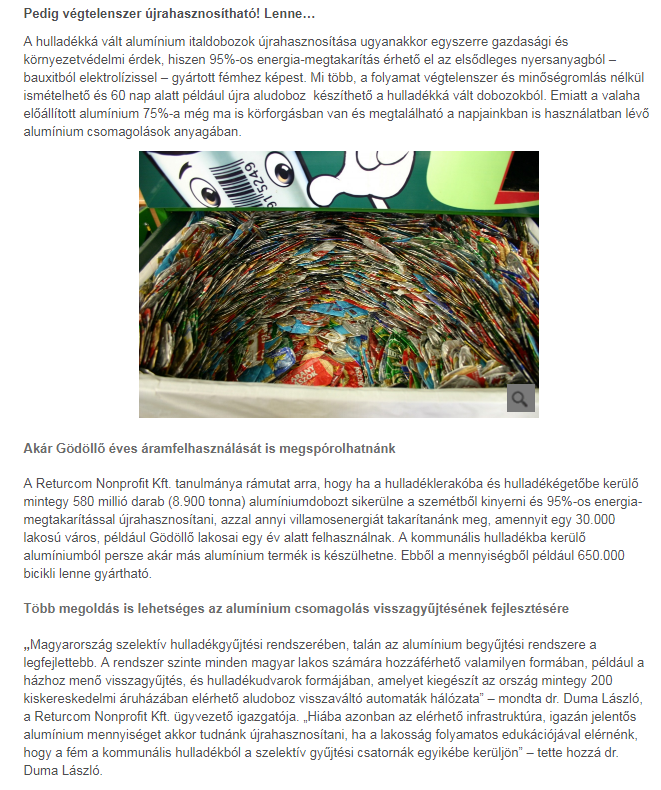 Pedig végtelenszer újrahasznosítható! Lenne…
A hulladékká vált alumínium italdobozok újrahasznosítása ugyanakkor egyszerre gazdasági és
környezetvédelmi érdek, hiszen 95%-os energia-megtakarítás érhető el az elsődleges nyersanyagból –
bauxitból elektrolízissel – gyártott fémhez képest. Mi több, a folyamat végtelenszer és minőségromlás nélkül
ismételhető és 60 nap alatt például újra aludoboz készíthető a hulladékká vált dobozokból. Emiatt a valaha
előállított alumínium 75%-a még ma is körforgásban van és megtalálható a napjainkban is használatban lévő
alumínium csomagolások anyagában.
915249
ARANY
ÁSZOK
Akár Gödöllő éves áramfelhasználását is megspórolhatnánk
A Returcom Nonprofit Kft. tanulmánya rámutat arra, hogy ha a hulladéklerakóba és hulladékégetőbe kerülő
mintegy 580 millió darab (8.900 tonna) alumíniumdobozt sikerülne a szemétből kinyerni és 95%-os energia-
megtakarítással újrahasznosítani, azzal annyi villamosenergiát takarítanánk meg, amennyit egy 30.000
lakosú város, például Gödöllő lakosai egy év alatt felhasználnak. A kommunális hulladékba kerülő
alumíniumból persze akár más alumínium termék is készülhetne. Ebből a mennyiségből például 650.000
bicikli lenne gyártható.
Több megoldás is lehetséges az alumínium csomagolás visszagyűjtésének fejlesztésére
„Magyarország szelektív hulladékgyűjtési rendszerében, talán az alumínium begyűjtési rendszere a
legfejlettebb. A rendszer szinte minden magyar lakos számára hozzáférhető valamilyen formában, például a
házhoz menő visszagyűjtés, és hulladékudvarok formájában, amelyet kiegészít az ország mintegy 200
kiskereskedelmi áruházában elérhető aludoboz visszaváltó automaták hálózata” – mondta dr. Duma László,
a Returcom Nonprofit Kft. ügyvezető igazgatója. „Hiába azonban az elérhető infrastruktúra, igazán jelentős
alumínium mennyiséget akkor tudnánk újrahasznosítani, ha a lakosság folyamatos edukációjával elérnénk,
hogy a fém a kommunális hulladékból a szelektív gyűjtési csatornák egyikébe kerüljön” – tette hozzá dr.
Duma László.